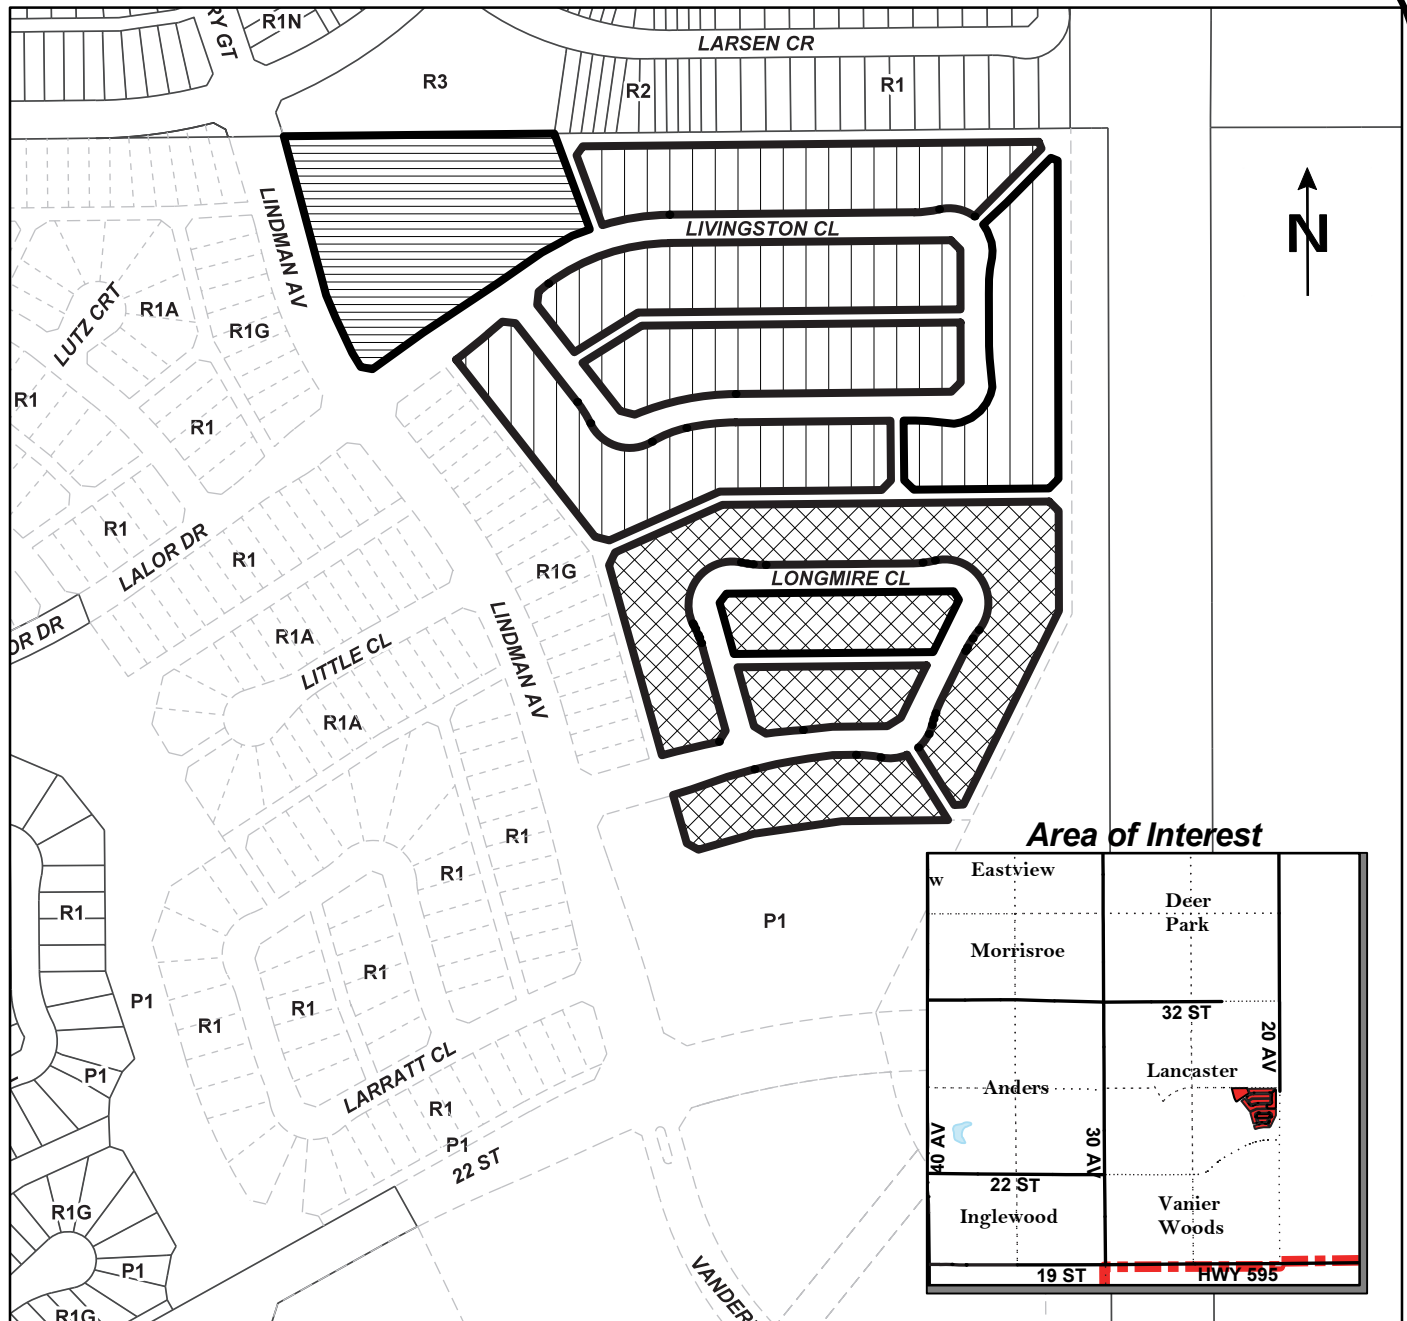 RY GT
R1N
LARSEN CR
R3
R2
R1
LINDMAN AV
LIVINGSTON CL
N
LUTZ CRT
R1A
R1G
R1
R1
R1
LALOR DR
R1
R1G
LONGMIRE CL
OR DR
R1A
LITTLE CL
LINDMAN AV
R1A
R1
R1
R1
P1
R1
P1
R1
R1
P1
LARRATT CL
R1
P1
22 ST
R1G
P1
R1G
VANDER
Area of Interest
w
Eastview
Deer
Park
Morrisroe
32 ST
20 AV
Lancaster
Anders
40 AV
30 AV
22 ST
Inglewood
Vanier
Woods
19 ST
HWY 595